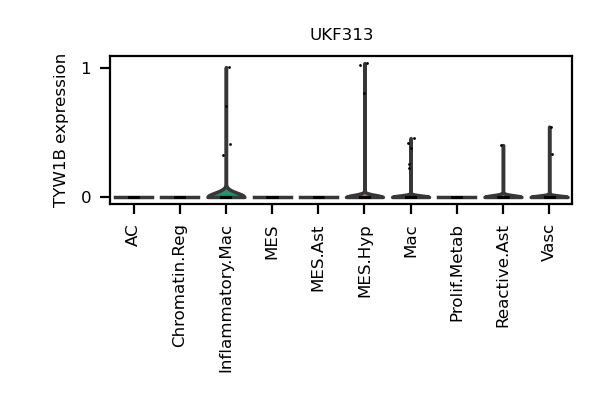 UKF313
TYW1B expression
1
0
AC
Chromatin.Reg
Inflammatory.Mac
MES
MES.Ast
MES.Hyp
Mac
Prolif.Metab
Reactive.Ast
Vasc